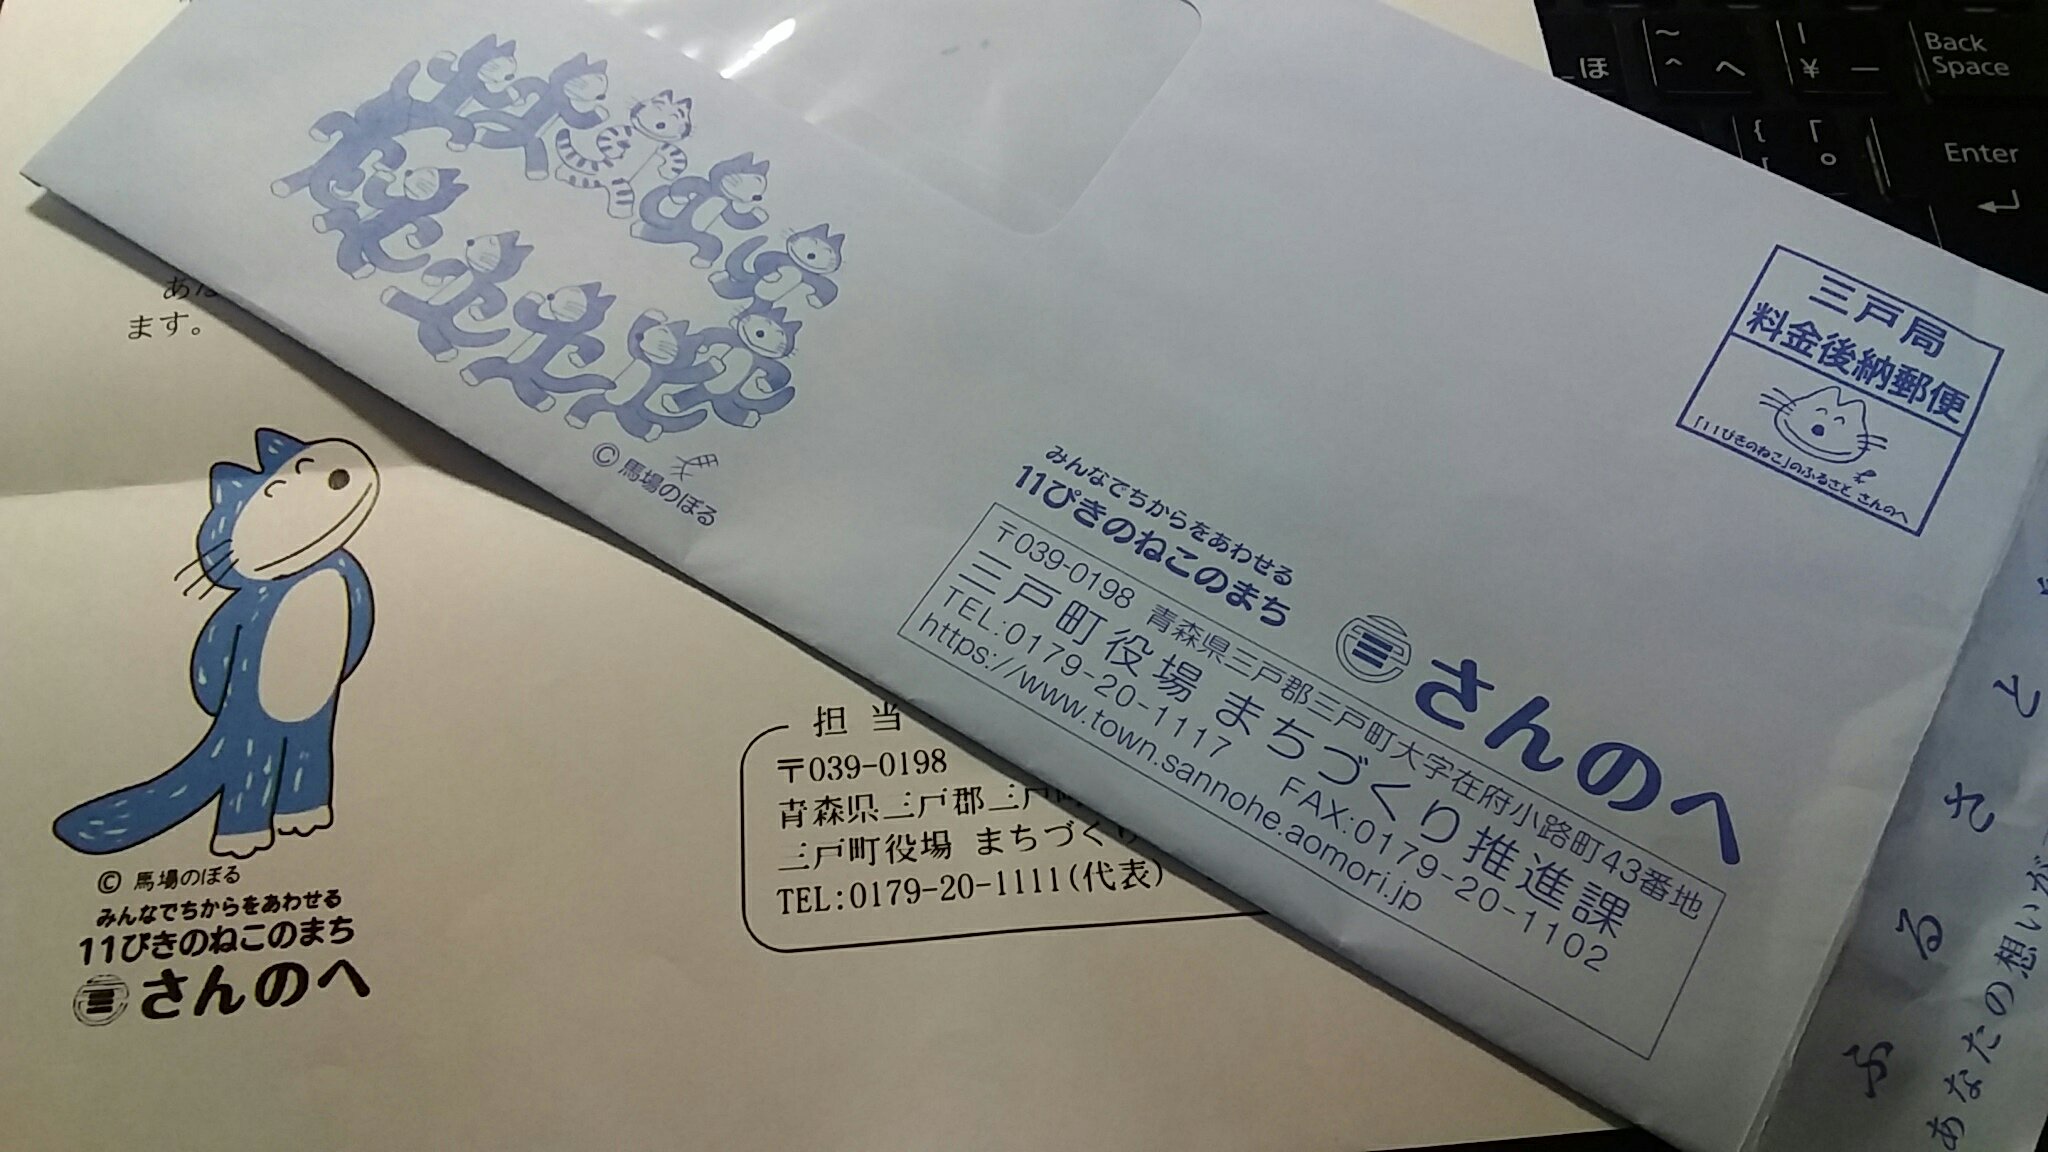 © 馬場のぼる
三戸局
料金後納郵便
「11ぴきのねこ」のふるさと さんのへ
みんなでちからをあわせる
11ぴきのねこのまち
さんのへ
〒039-0198 青森県三戸郡三戸町大字在府小路町43番地
三戸町役場 まちづくり推進課
TEL:0179-20-1117 FAX:0179-20-1102
https://www.town.sannohe.aomori.jp
ます。
© 馬場のぼる
みんなでちからをあわせる
11ぴきのねこのまち
さんのへ
担当
〒039-0198
青森県三戸郡三戸
三戸町役場 まちづくり
TEL:0179-20-1111(代表)
ふるさと
あなたの想いが
Back
Space
Enter
ほ
~
^ へ
|
¥ ー
{ 「
[ °